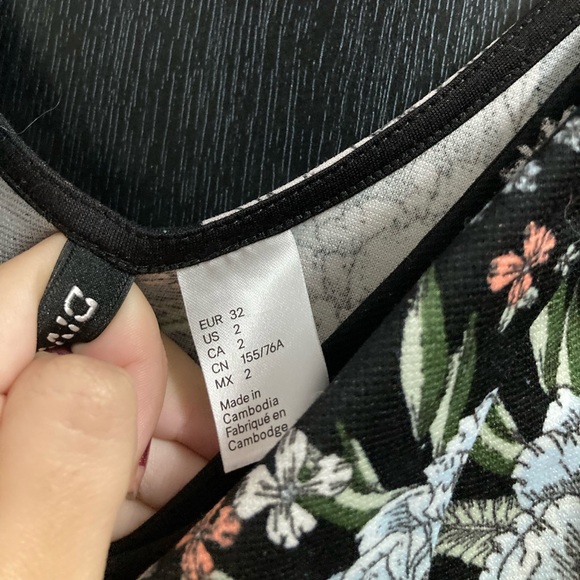 EUR 32
US 2
CA 2
CN 155/76A
MX 2
Made in
Cambodia
Fabriqué en
Cambodge